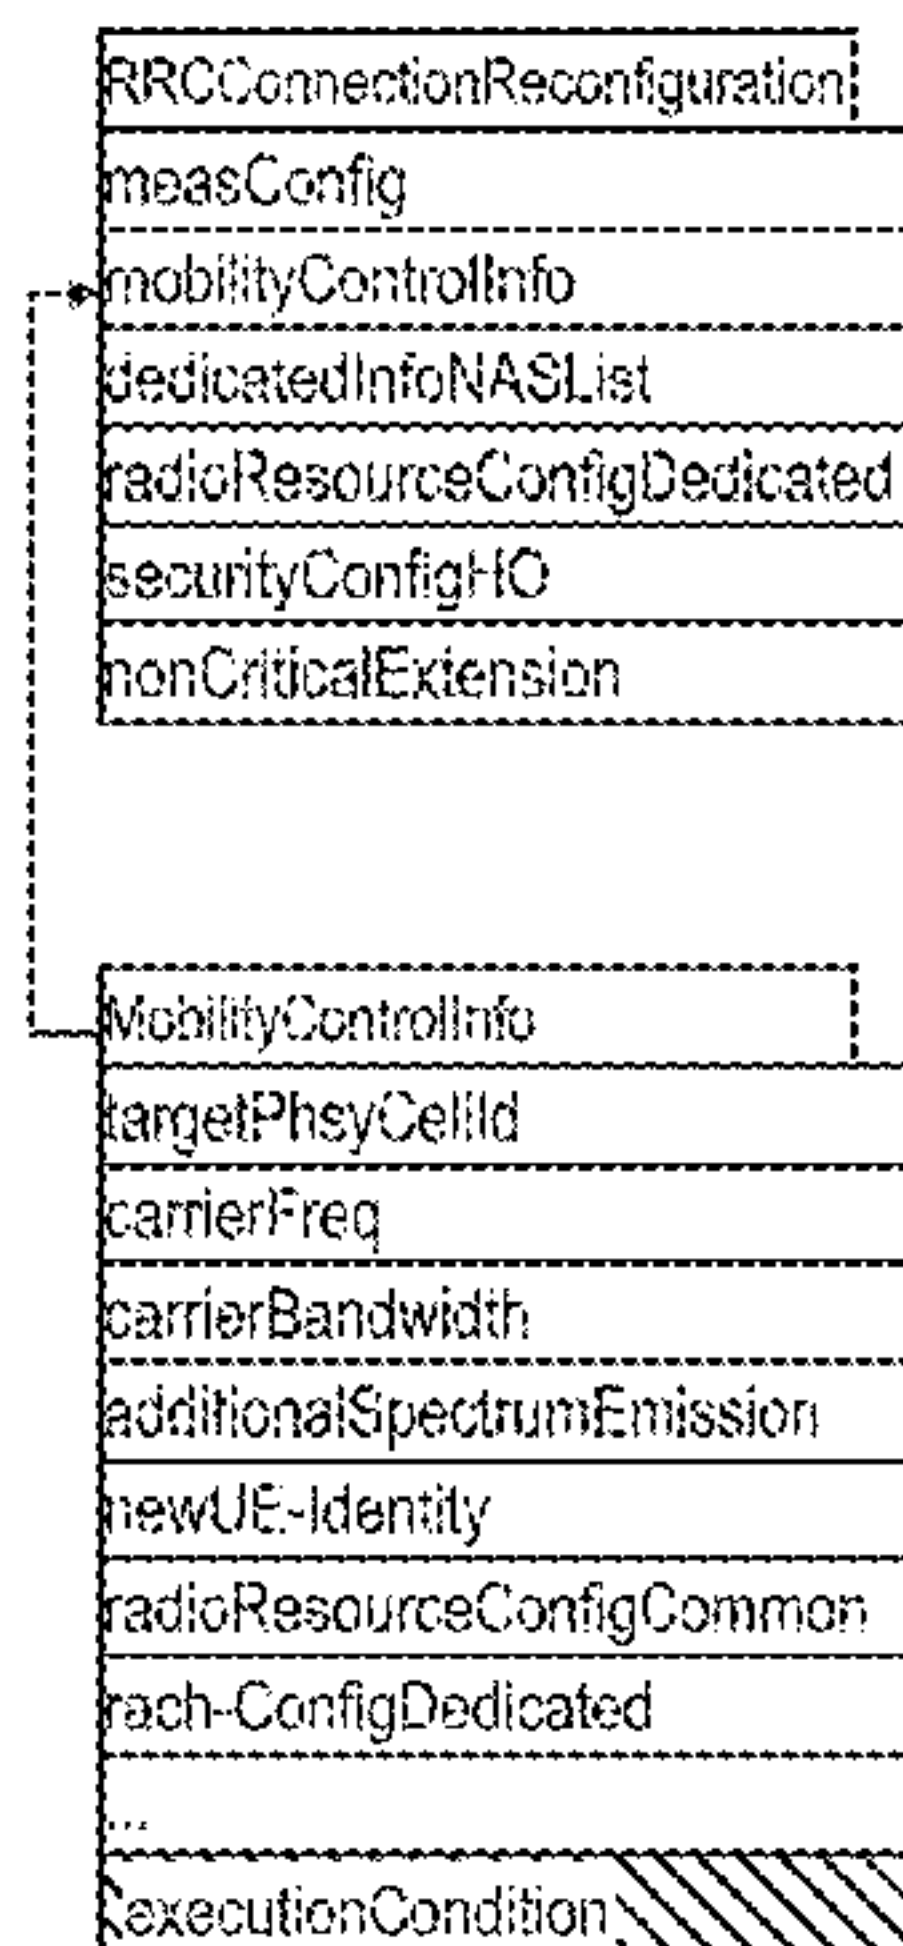 RRCConnectionReconfiguration
measConfig
mobilityControlInfo
dedicatedInfoNASList
radioResourceConfigDedicated
securityConfigHO
nonCriticalExtension
MobilityControlInfo
targetPhsyCellId
carrierFreq
carrierBandwidth
additionalSpectrumEmission
newUE-Identity
radioResourceConfigCommon
rach-ConfigDedicated
...
executionCondition